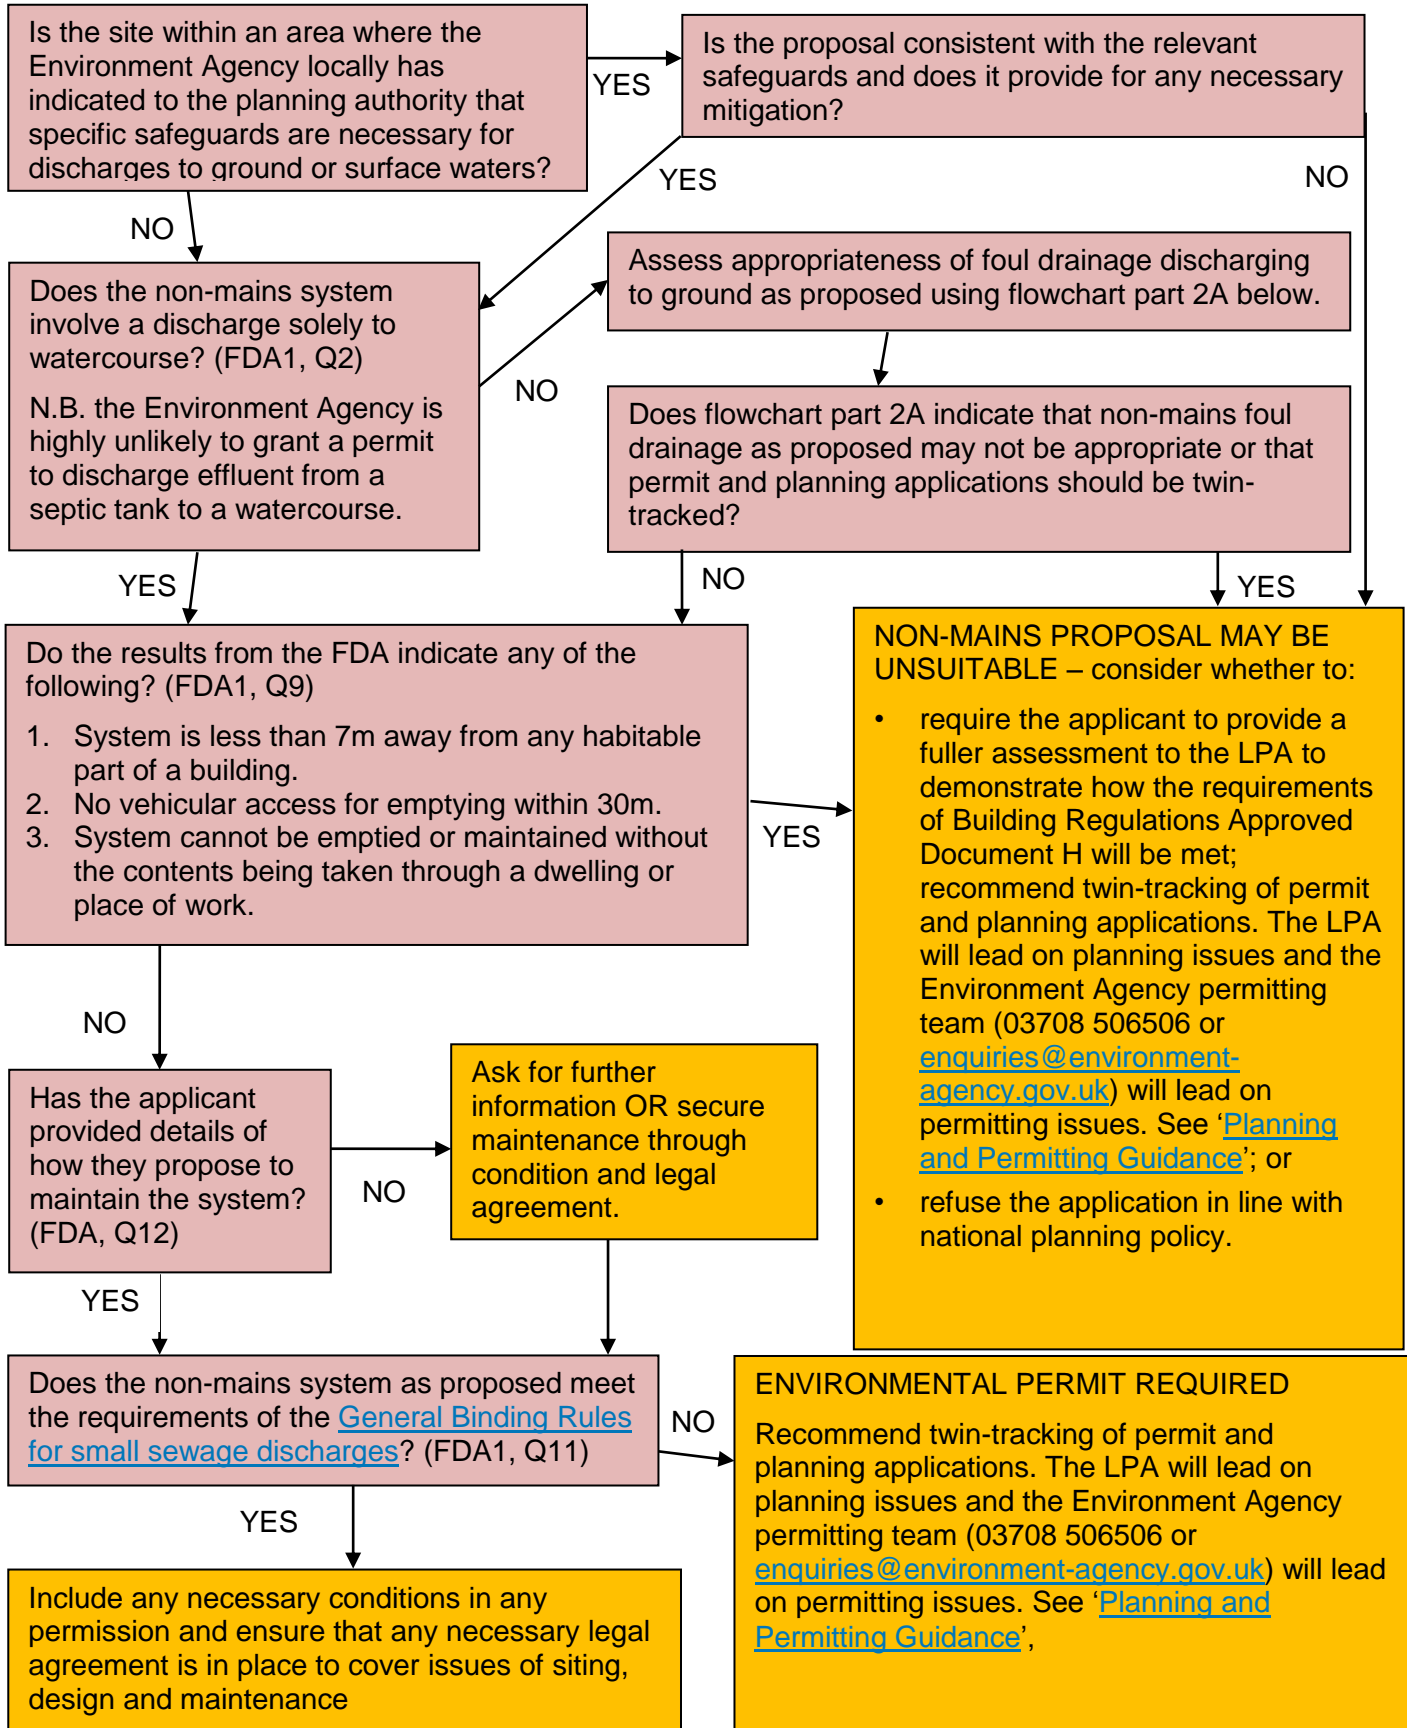 Is the site within an area where the
Environment Agency locally has
indicated to the planning authority that
specific safeguards are necessary for
discharges to ground or surface waters?
YES
Is the proposal consistent with the relevant
safeguards and does it provide for any necessary
mitigation?
YES
NO
NO
Does the non-mains system
involve a discharge solely to
watercourse? (FDA1, Q2)
N.B. the Environment Agency is
highly unlikely to grant a permit
to discharge effluent from a
septic tank to a watercourse.
NO
Assess appropriateness of foul drainage discharging
to ground as proposed using flowchart part 2A below.
Does flowchart part 2A indicate that non-mains foul
drainage as proposed may not be appropriate or that
permit and planning applications should be twin-
tracked?
YES
NO
YES
Do the results from the FDA indicate any of the
following? (FDA1, Q9)
1. System is less than 7m away from any habitable
part of a building.
2. No vehicular access for emptying within 30m.
3. System cannot be emptied or maintained without
the contents being taken through a dwelling or
place of work.
YES
NON-MAINS PROPOSAL MAY BE
UNSUITABLE – consider whether to:
• require the applicant to provide a
fuller assessment to the LPA to
demonstrate how the requirements
of Building Regulations Approved
Document H will be met;
recommend twin-tracking of permit
and planning applications. The LPA
will lead on planning issues and the
Environment Agency permitting
team (03708 506506 or
enquiries@environment-
agency.gov.uk) will lead on
permitting issues. See ‘Planning
and Permitting Guidance’; or
• refuse the application in line with
national planning policy.
NO
Has the applicant
provided details of
how they propose to
maintain the system?
(FDA, Q12)
NO
Ask for further
information OR secure
maintenance through
condition and legal
agreement.
YES
Does the non-mains system as proposed meet
the requirements of the General Binding Rules
for small sewage discharges? (FDA1, Q11)
NO
ENVIRONMENTAL PERMIT REQUIRED
Recommend twin-tracking of permit and
planning applications. The LPA will lead on
planning issues and the Environment Agency
permitting team (03708 506506 or
enquiries@environment-agency.gov.uk) will lead
on permitting issues. See ‘Planning and
Permitting Guidance’,
YES
Include any necessary conditions in any
permission and ensure that any necessary legal
agreement is in place to cover issues of siting,
design and maintenance